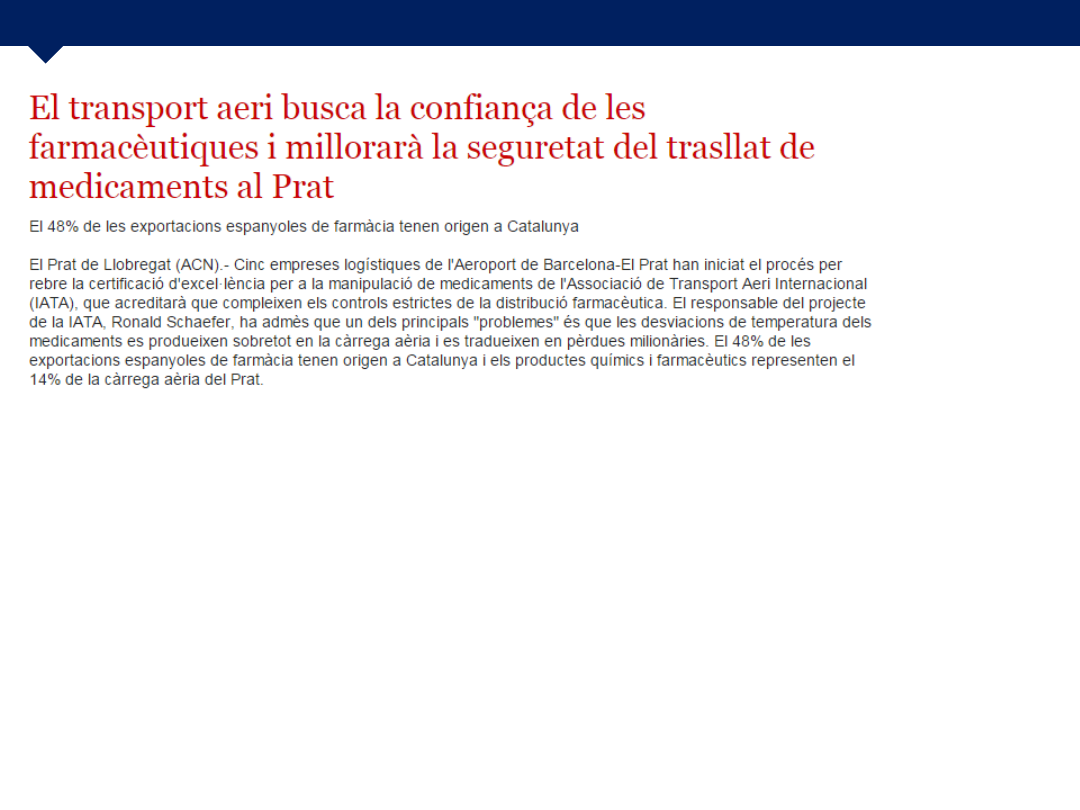 El transport aeri busca la confiança de les
farmacèutiques i millorarà la seguretat del trasllat de
medicaments al Prat
El 48% de les exportacions espanyoles de farmàcia tenen origen a Catalunya
El Prat de Llobregat (ACN).- Cinc empreses logístiques de l'Aeroport de Barcelona-El Prat han iniciat el procés per
rebre la certificació d'excel·lència per a la manipulació de medicaments de l'Associació de Transport Aeri Internacional
(IATA), que acreditarà que compleixen els controls estrictes de la distribució farmacèutica. El responsable del projecte
de la IATA, Ronald Schaefer, ha admès que un dels principals "problemes" és que les desviacions de temperatura dels
medicaments es produeixen sobretot en la càrrega aèria i es tradueixen en pèrdues milionàries. El 48% de les
exportacions espanyoles de farmàcia tenen origen a Catalunya i els productes químics i farmacèutics representen el
14% de la càrrega aèria del Prat.